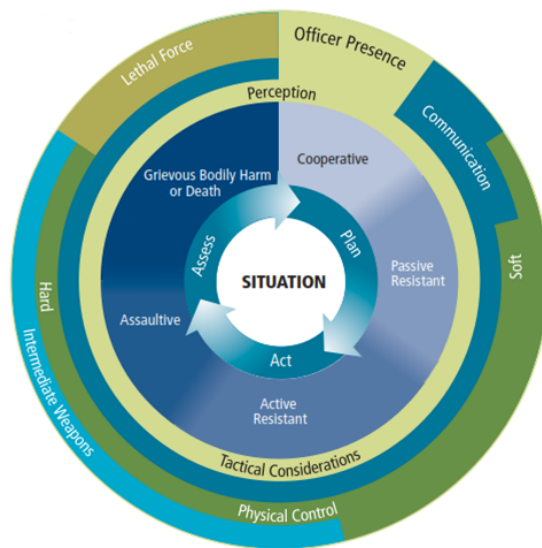 Lethal Force
Officer Presence
Perception
Communication
Cooperative
Grievous Bodily Harm
or Death
Assess
Plan
SITUATION
Passive
Resistant
Soft
Hard
Assaultive
Intermediate Weapons
Act
Active
Resistant
Tactical Considerations
Physical Control